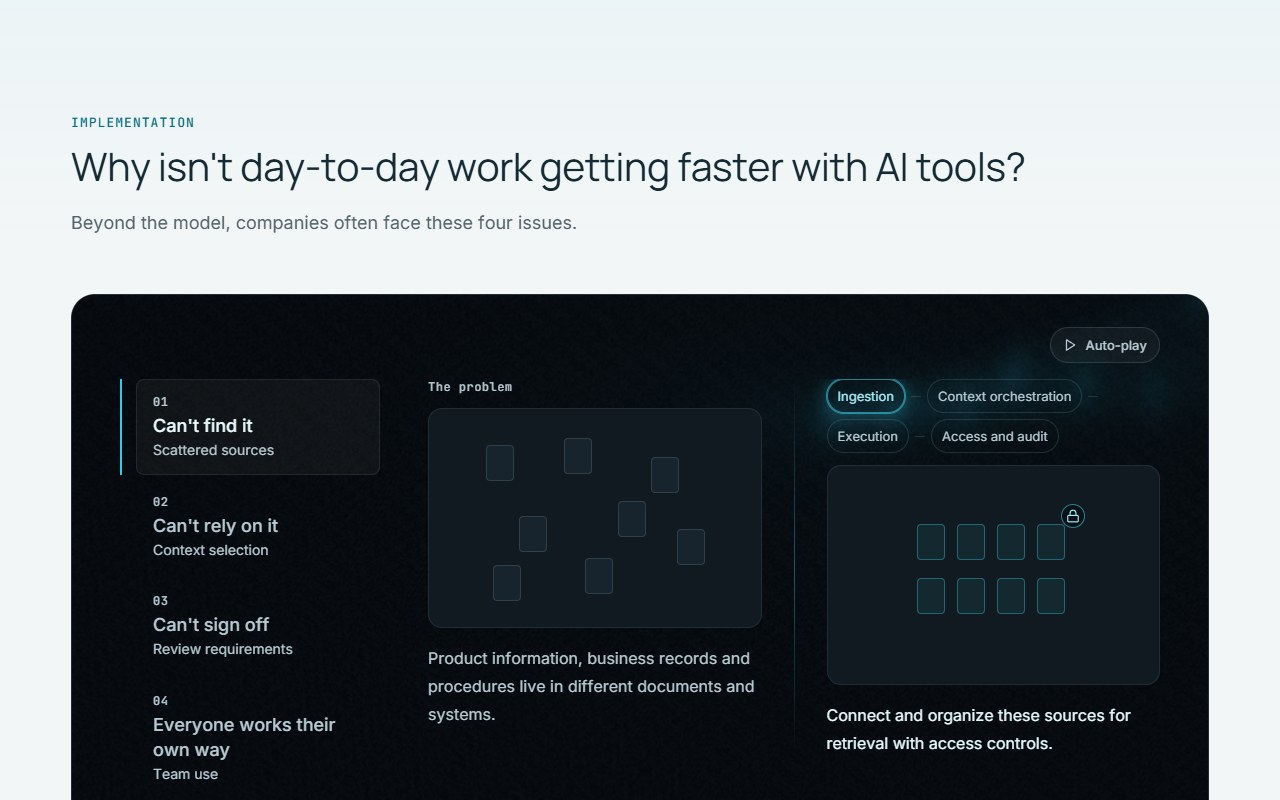 IMPLEMENTATION
Why isn't day-to-day work getting faster with AI tools?
Beyond the model, companies often face these four issues.
Auto-play
01
Can't find it
Scattered sources
02
Can't rely on it
Context selection
03
Can't sign off
Review requirements
04
Everyone works their
own way
Team use
The problem
Product information, business records and
procedures live in different documents and
systems.
Ingestion
Context orchestration
Execution
Access and audit
Connect and organize these sources for
retrieval with access controls.